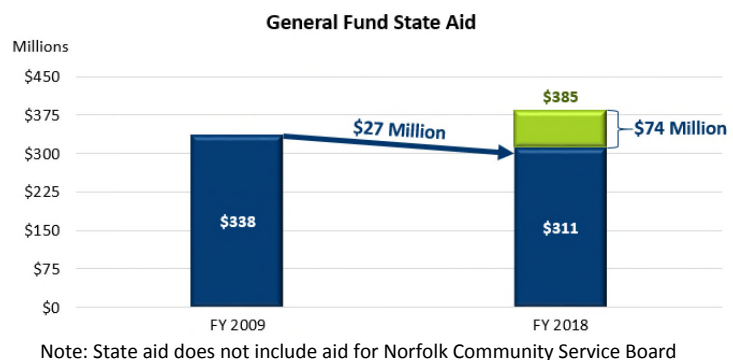 General Fund State Aid
Millions
$450
$375
$300
$225
$150
$75
$0
$338
$27 Million
$385
$74 Million
$311
FY 2009
FY 2018
Note: State aid does not include aid for Norfolk Community Service Board